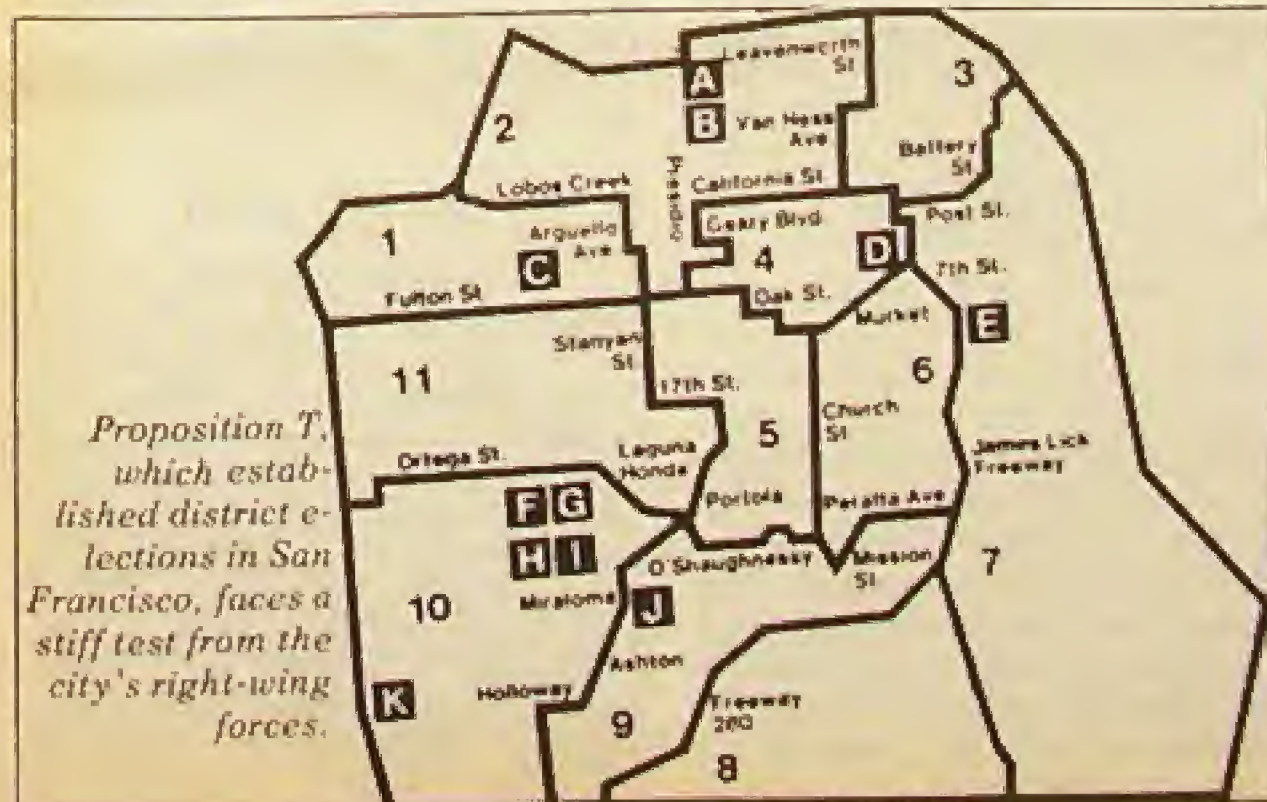 Leavenworth
St.
3
A
2
B
Van Ness
Ave
Battery
St.
Presidio
Lobos Creek
California St.
Arguello
Ave
Geary Blvd.
Post St.
1
C
4
D
7th St.
Fulton St
Oak St.
Market
E
Stanyan
St
11
17th St.
6
Church
St
5
James Lick
Freeway
Laguna
Honda
Ortega St.
Portola
Peralta Ave
F G
H I
O'Shaughnessy
Mission
St
7
Miraloma
J
10
Ashton
K
Holloway
Freeway
280
9
8
Proposition T,
which estab-
lished district e-
lections in San
Francisco, faces a
stiff test from the
city's right-wing
forces.